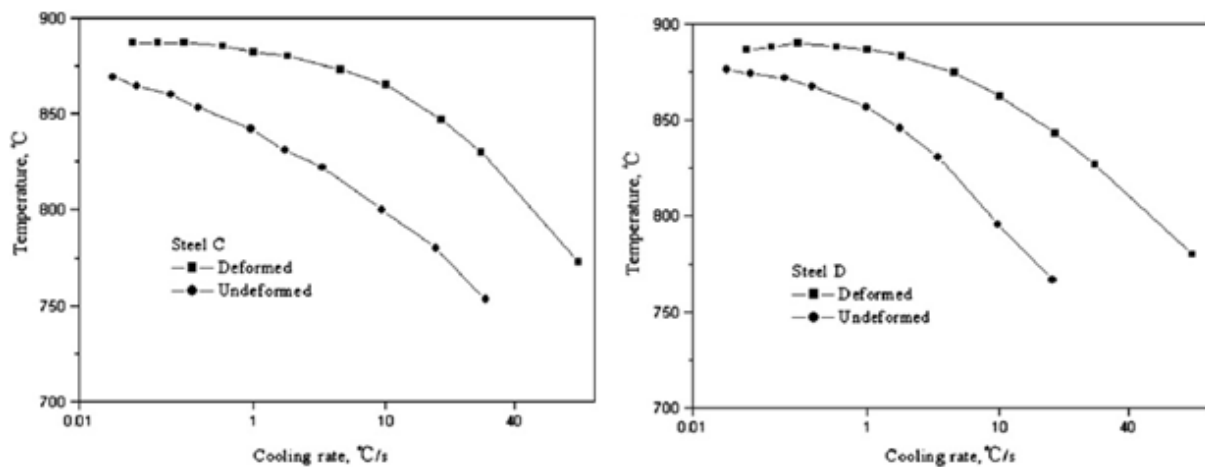 900
850
800
750
700
Temperature, ℃
Steel C
Deformed
Undeformed
0.01 1 10 40
Cooling rate, ℃/s
900
850
800
750
700
Temperature, ℃
Steel D
Deformed
Undeformed
0.01 1 10 40
Cooling rate, ℃/s